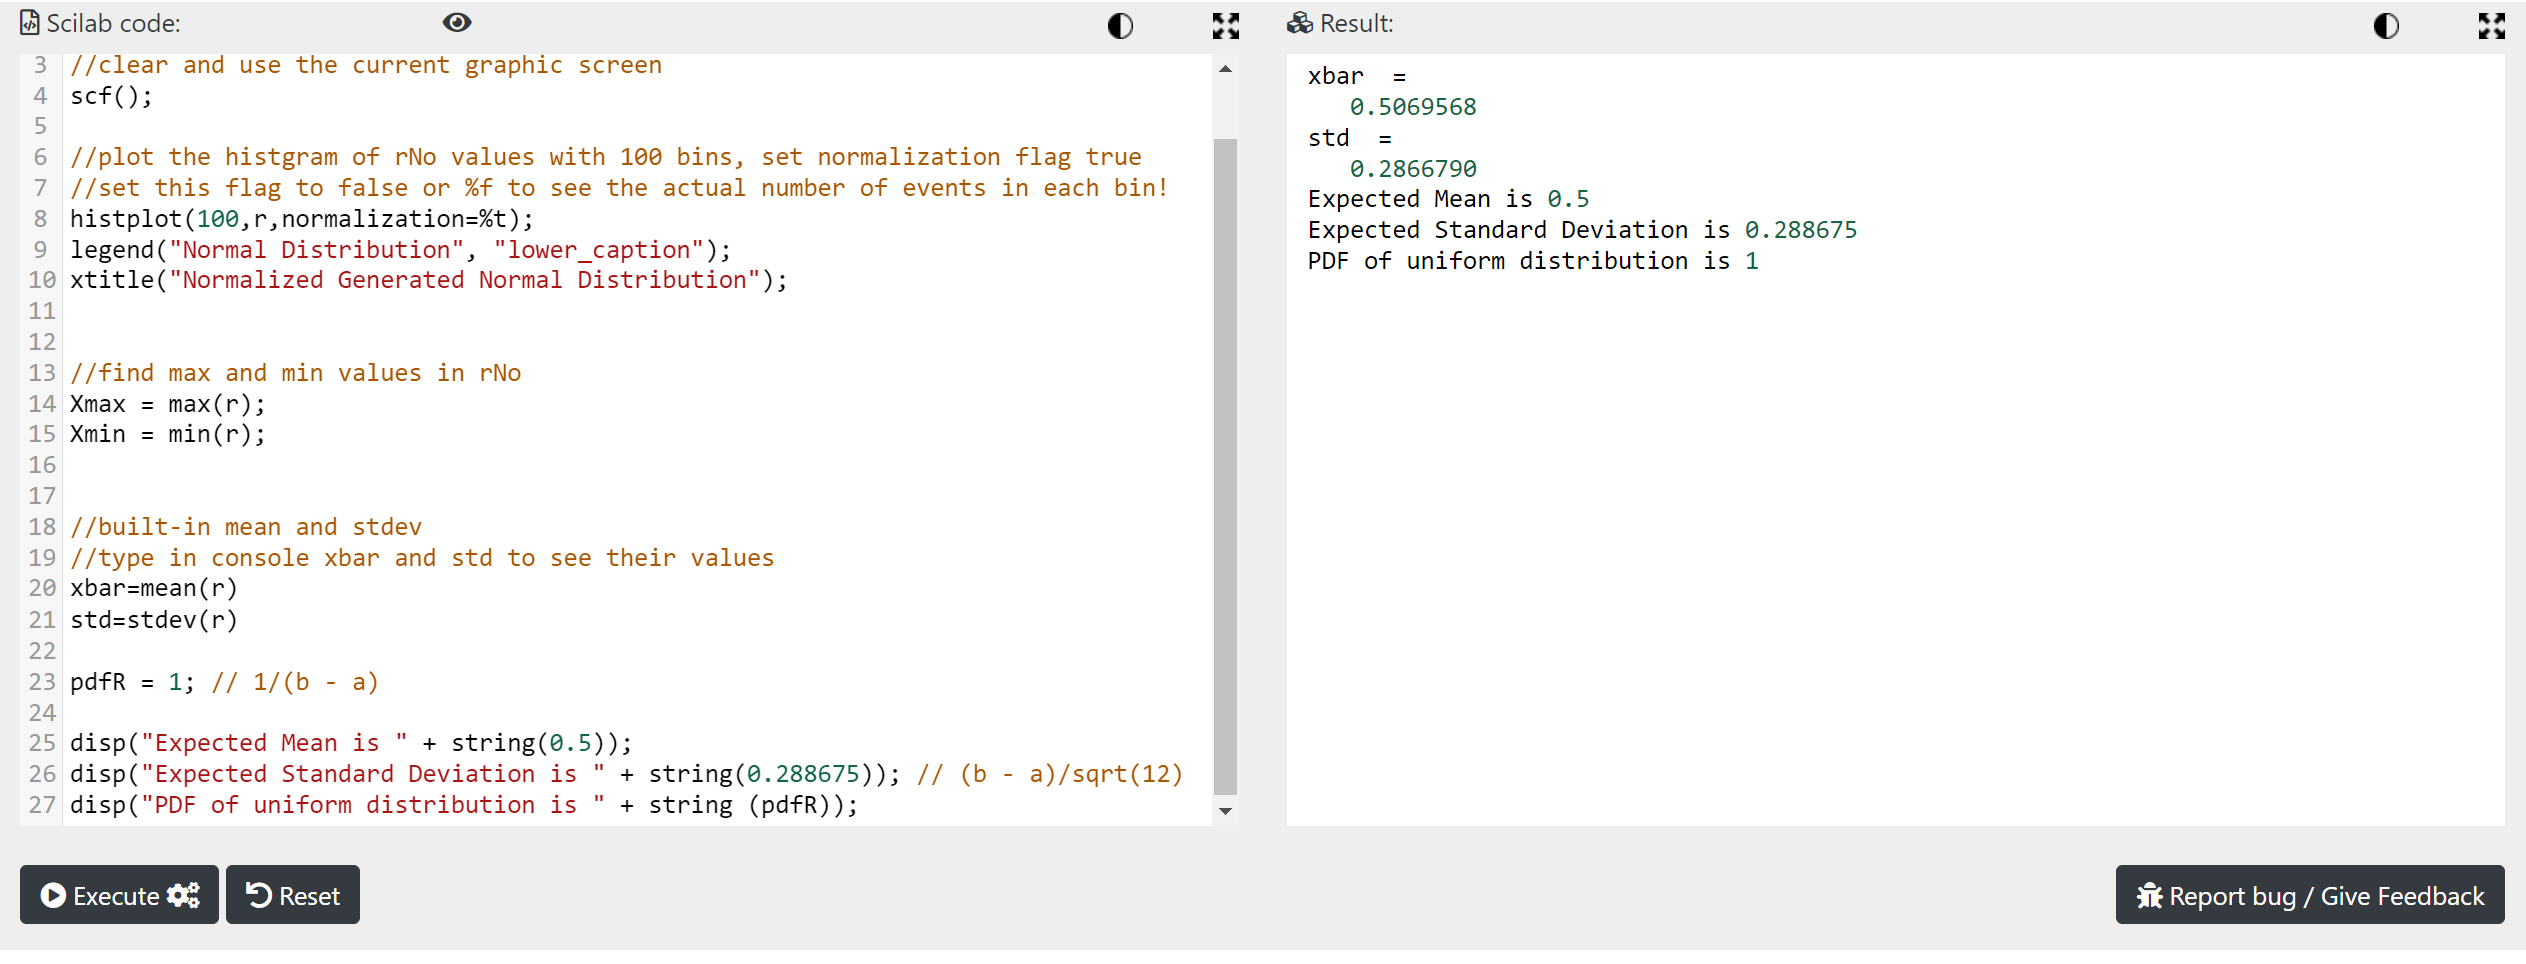 Scilab code:
3 //clear and use the current graphic screen
4 scf();
5
6 //plot the histgram of rNo values with 100 bins, set normalization flag true
7 //set this flag to false or %f to see the actual number of events in each bin!
8 histplot(100,r,normalization=%t);
9 legend("Normal Distribution", "lower_caption");
10 xtitle("Normalized Generated Normal Distribution");
11
12
13 //find max and min values in rNo
14 Xmax = max(r);
15 Xmin = min(r);
16
17
18 //built-in mean and stdev
19 //type in console xbar and std to see their values
20 xbar=mean(r)
21 std=stdev(r)
22
23 pdfR = 1; // 1/(b - a)
24
25 disp("Expected Mean is " + string(0.5));
26 disp("Expected Standard Deviation is " + string(0.288675)); // (b - a)/sqrt(12)
27 disp("PDF of uniform distribution is " + string (pdfR));
Execute
Reset
Result:
xbar  =
0.5069568
std  =
0.2866790
Expected Mean is 0.5
Expected Standard Deviation is 0.288675
PDF of uniform distribution is 1
Report bug / Give Feedback